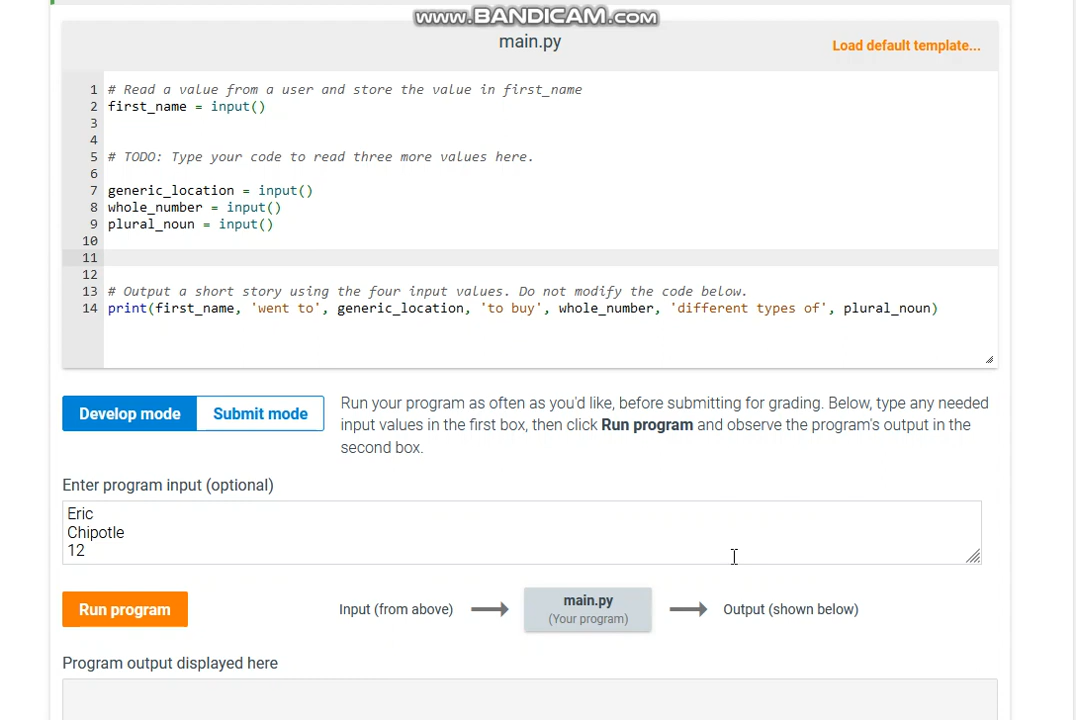 www.BANDICAM.com
main.py
Load default template...
1 # Read a value from a user and store the value in first_name
2 first_name = input()
3
4
5 # TODO: Type your code to read three more values here.
6
7 generic_location = input()
8 whole_number = input()
9 plural_noun = input()
10
11
12
13 # Output a short story using the four input values. Do not modify the code below.
14 print(first_name, 'went to', generic_location, 'to buy', whole_number, 'different types of', plural_noun)
Develop mode
Submit mode
Run your program as often as you'd like, before submitting for grading. Below, type any needed
input values in the first box, then click Run program and observe the program's output in the
second box.
Enter program input (optional)
Eric
Chipotle
12
Run program
Input (from above)
main.py
(Your program)
Output (shown below)
Program output displayed here